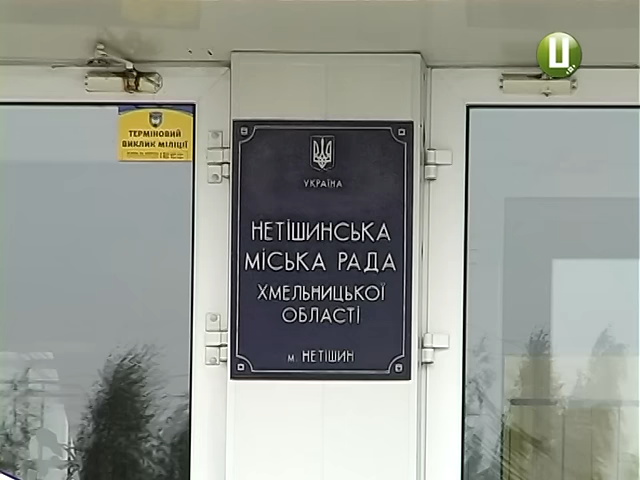 Ц
ТЕРМІНОВИЙ
ВИКЛИК МІЛІЦІЇ
УКРАЇНА
НЕТІШИНСЬКА
МІСЬКА РАДА
ХМЕЛЬНИЦЬКОЇ
ОБЛАСТІ
м. НЕТІШИН